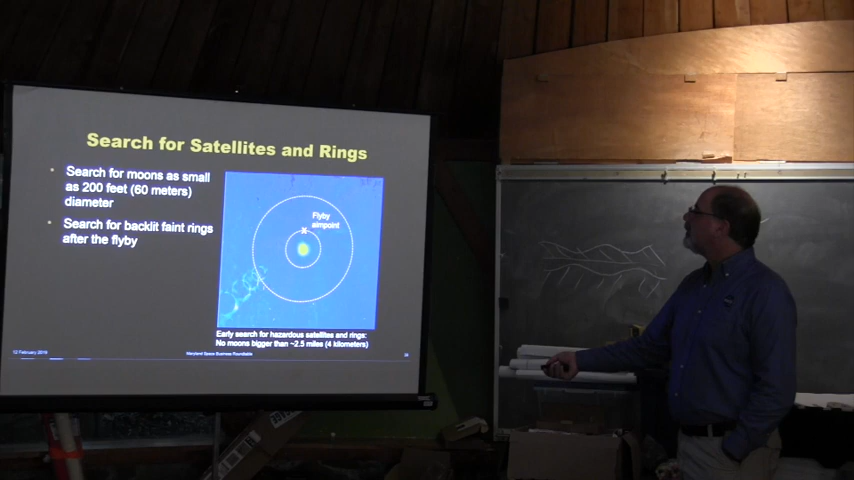 Search for Satellites and Rings
• Search for moons as small
as 200 feet (60 meters)
diameter
• Search for backlit faint rings
after the flyby
Flyby
aimpoint
Early search for hazardous satellites and rings:
No moons bigger than ~2.5 miles (4 kilometers)
12 February 2019
Maryland Space Business Roundtable